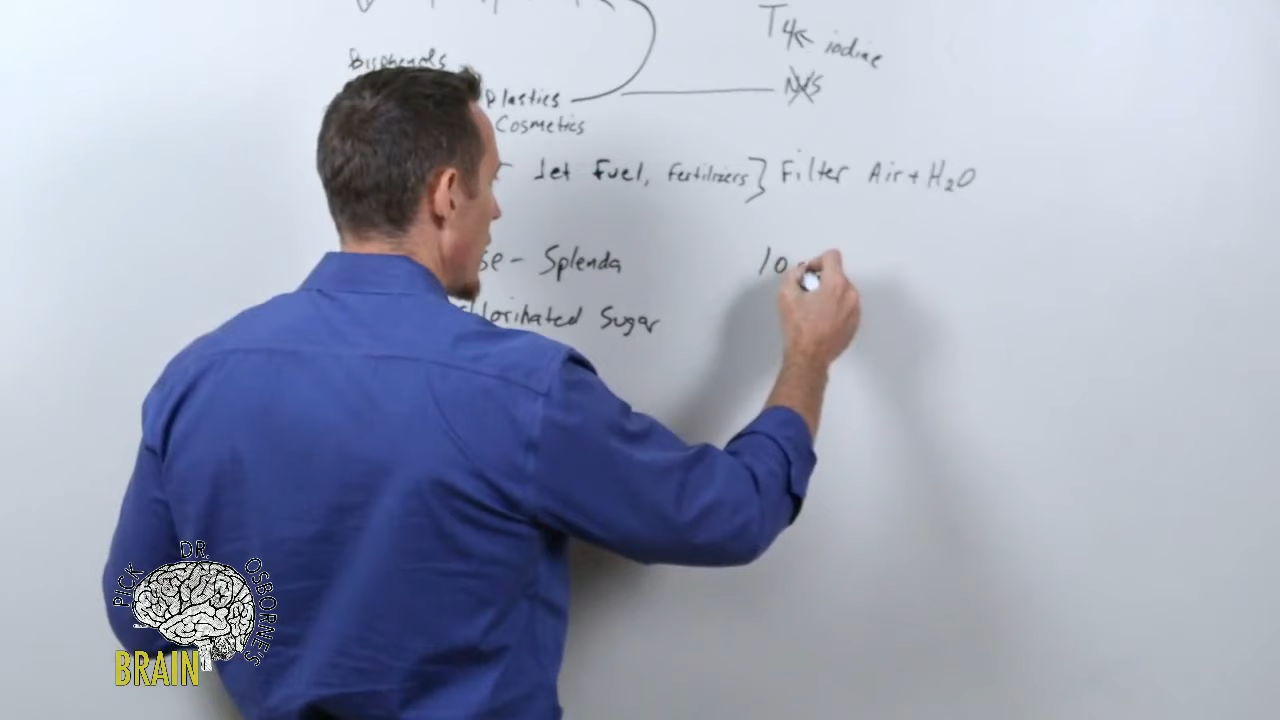 T4 iodine
Bisphenols
plastics
NIS
Cosmetics
- Jet Fuel, Fertilizers } Filter Air + H2O
se - Splenda
10
hlorinated Sugar
PICK DR. OSBORNE'S
BRAIN